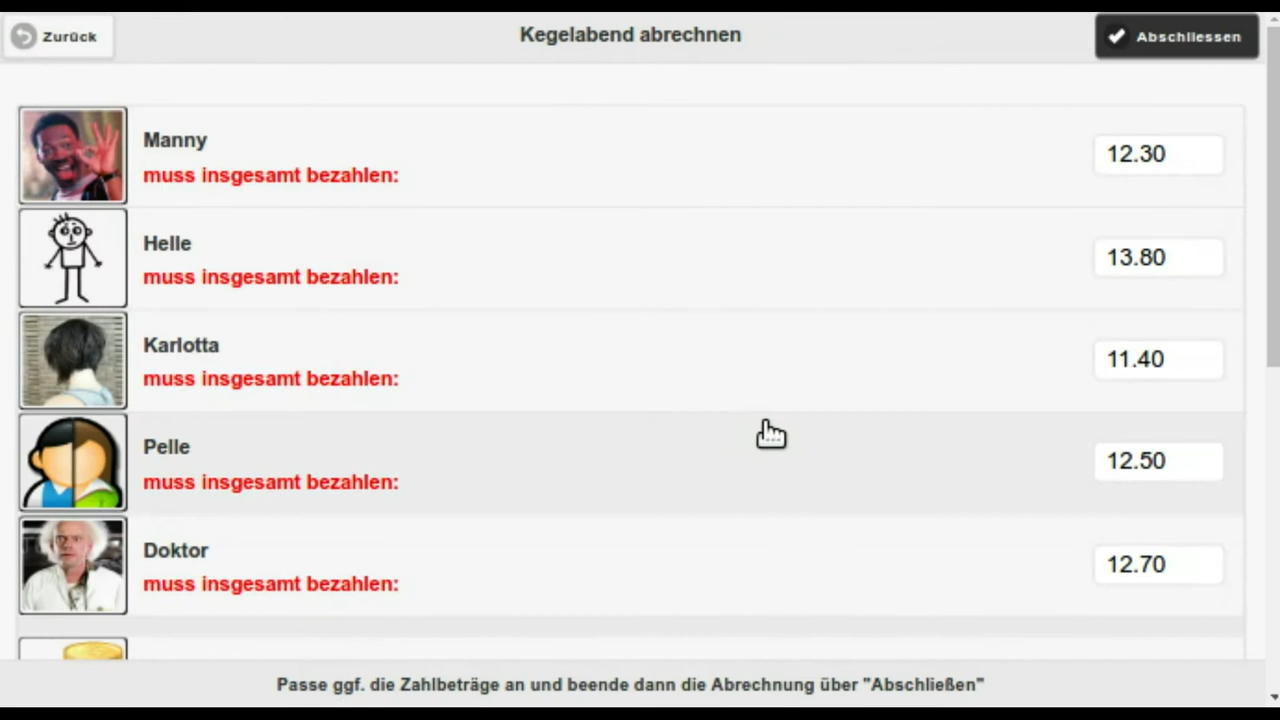 Zurück
Kegelabend abrechnen
Abschliessen
Manny
muss insgesamt bezahlen:
12.30
Helle
muss insgesamt bezahlen:
13.80
Karlotta
muss insgesamt bezahlen:
11.40
Pelle
muss insgesamt bezahlen:
12.50
Doktor
muss insgesamt bezahlen:
12.70
Passe ggf. die Zahlbeträge an und beende dann die Abrechnung über "Abschließen"